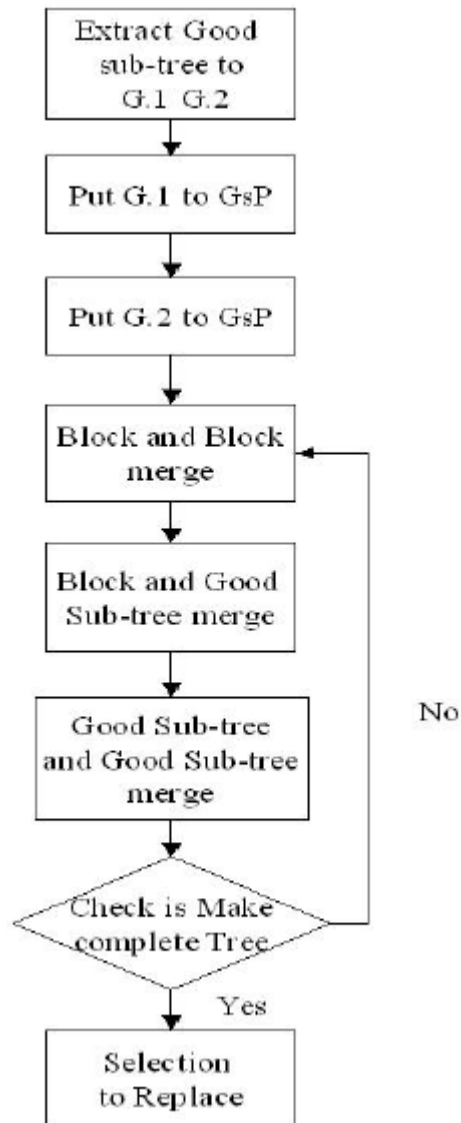 Extract Good
sub-tree to
G.1 G.2
Put G.1 to GsP
Put G.2 to GsP
Block and Block
merge
Block and Good
Sub-tree merge
Good Sub-tree
and Good Sub-tree
merge
No
Check is Make
complete Tree
Yes
Selection
to Replace